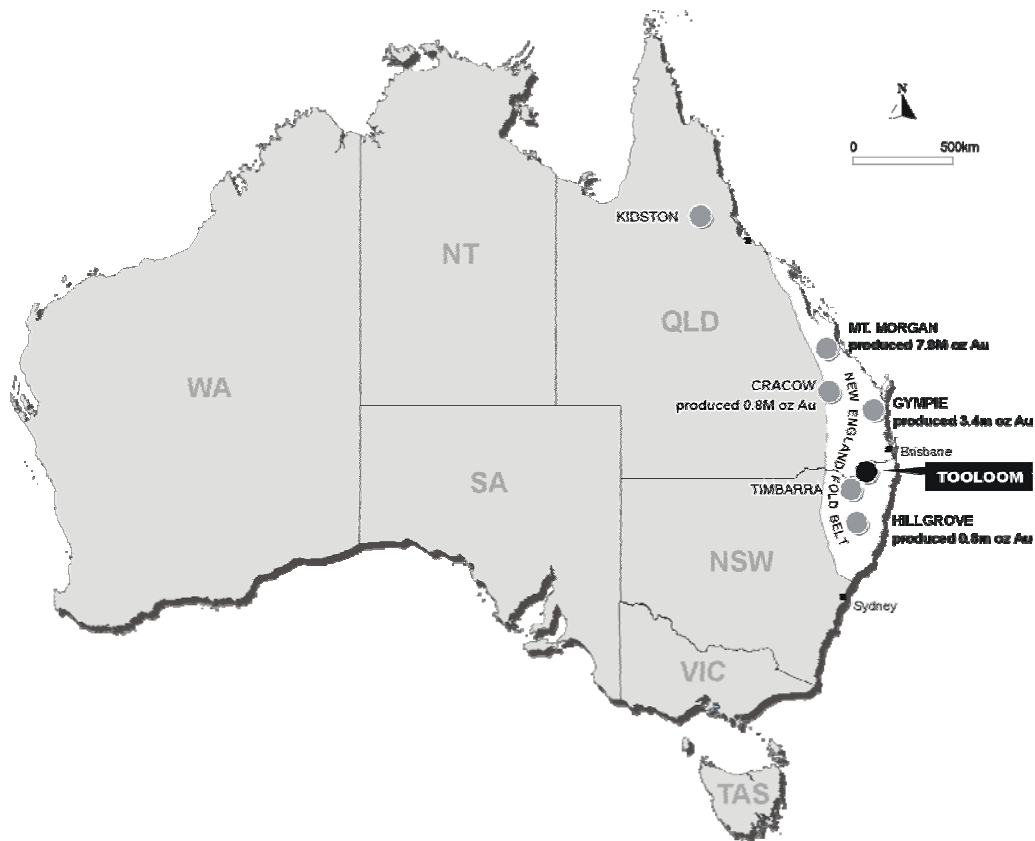 N
0 500km
KIDSTON
NT
QLD
WA
MT. MORGAN
produced 7.8M oz Au
CRACOW
produced 0.8M oz Au
NEW ENGLAND FOLD BELT
GYMPIE
produced 3.4m oz Au
Brisbane
TOOLOOM
SA
TIMBARRA
HILLGROVE
produced 0.5m oz Au
NSW
Sydney
VIC
TAS